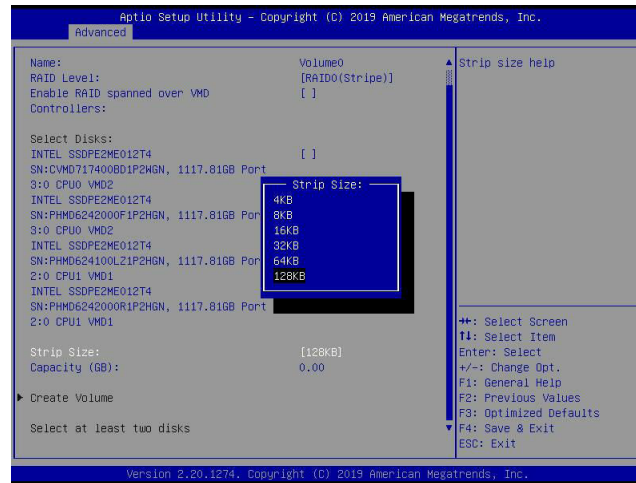 Aptio Setup Utility – Copyright (C) 2019 American Megatrends, Inc.
Advanced
Name: Volume0
RAID Level: [RAID0(Stripe)]
Enable RAID spanned over VMD [ ]
Controllers:
Select Disks:
INTEL SSDPE2ME012T4 [ ]
SN:CVMD717400BD1P2WGN, 1117.81GB Port
3:0 CPU0 VMD2
INTEL SSDPE2ME012T4
SN:PHMD6242000F1P2HGN, 1117.81GB Por
3:0 CPU0 VMD2
INTEL SSDPE2ME012T4
SN:PHMD624100LZ1P2HGN, 1117.81GB Por
2:0 CPU1 VMD1
INTEL SSDPE2ME012T4
SN:PHMD6242000R1P2HGN, 1117.81GB Port
2:0 CPU1 VMD1
Strip Size: [128KB]
Capacity (GB): 0.00
Create Volume
Select at least two disks
Strip Size:
4KB
8KB
16KB
32KB
64KB
128KB
Strip size help
→←: Select Screen
↑↓: Select Item
Enter: Select
+/-: Change Opt.
F1: General Help
F2: Previous Values
F3: Optimized Defaults
F4: Save & Exit
ESC: Exit
Version 2.20.1274. Copyright (C) 2019 American Megatrends, Inc.